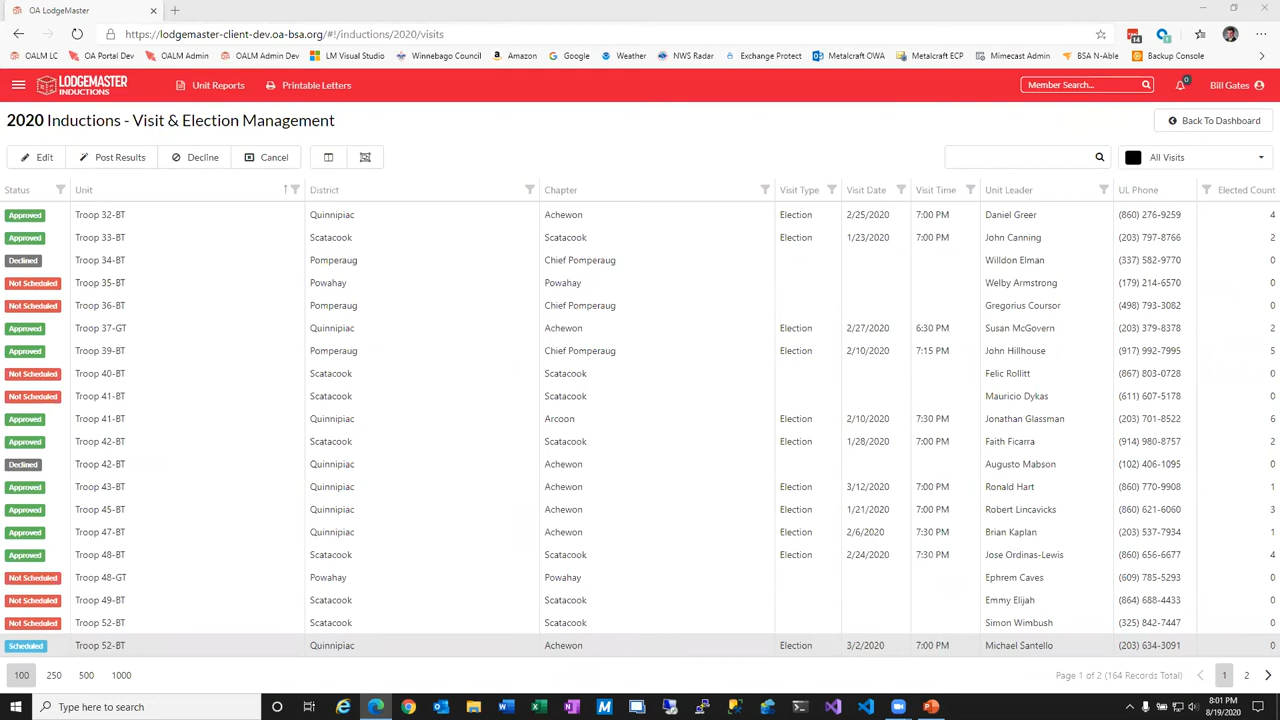 OA LodgeMaster
https://lodgemaster-client-dev.oa-bsa.org/#!/inductions/2020/visits
OALM LC OA Portal Dev OALM Admin OALM Admin Dev LM Visual Studio Winnebago Council Amazon Google Weather NWS Radar Exchange Protect Metalcraft OWA Metalcraft ECP Mimecast Admin BSA N-Able Backup Console
LODGEMASTER INDUCTIONS Unit Reports Printable Letters Member Search... 0 Bill Gates
2020 Inductions - Visit & Election Management Back To Dashboard
Edit Post Results Decline Cancel All Visits
Status Unit District Chapter Visit Type Visit Date Visit Time Unit Leader UL Phone Elected Count
Approved Troop 32-BT Quinnipiac Achewon Election 2/25/2020 7:00 PM Daniel Greer (860) 276-9259 4
Approved Troop 33-BT Scatacook Scatacook Election 1/23/2020 7:00 PM John Canning (203) 797-8766 2
Declined Troop 34-BT Pomperaug Chief Pomperaug Willdon Elman (337) 582-9770 0
Not Scheduled Troop 35-BT Powahay Powahay Welby Armstrong (179) 214-6570 0
Not Scheduled Troop 36-BT Pomperaug Chief Pomperaug Gregorius Coursor (498) 793-3082 0
Approved Troop 37-GT Quinnipiac Achewon Election 2/27/2020 6:30 PM Susan McGovern (203) 379-8378 2
Approved Troop 39-BT Pomperaug Chief Pomperaug Election 2/10/2020 7:15 PM John Hillhouse (917) 992-7995 5
Not Scheduled Troop 40-BT Scatacook Scatacook Felic Rollitt (867) 803-0728 0
Not Scheduled Troop 41-BT Scatacook Scatacook Mauricio Dykas (611) 607-5178 0
Approved Troop 41-BT Quinnipiac Arcoon Election 2/10/2020 7:30 PM Jonathan Glassman (203) 701-8522 6
Approved Troop 42-BT Scatacook Scatacook Election 1/28/2020 7:00 PM Faith Ficarra (914) 980-8757 2
Declined Troop 42-BT Quinnipiac Achewon Augusto Mabson (102) 406-1095 0
Approved Troop 43-BT Quinnipiac Achewon Election 3/12/2020 7:00 PM Ronald Hart (860) 770-9908 1
Approved Troop 45-BT Quinnipiac Achewon Election 1/21/2020 7:00 PM Robert Lincavicks (860) 621-6060 3
Approved Troop 47-BT Quinnipiac Achewon Election 2/6/2020 7:30 PM Brian Kaplan (203) 537-7934 1
Approved Troop 48-BT Scatacook Scatacook Election 2/24/2020 7:30 PM Jose Ordinas-Lewis (860) 656-6677 4
Not Scheduled Troop 48-GT Powahay Powahay Ephrem Caves (609) 785-5293 0
Not Scheduled Troop 49-BT Scatacook Scatacook Emmy Elijah (864) 688-4433 0
Not Scheduled Troop 52-BT Scatacook Scatacook Simon Wimbush (325) 842-7447 0
Scheduled Troop 52-BT Quinnipiac Achewon Election 3/2/2020 7:00 PM Michael Santello (203) 634-3091 0
100 250 500 1000 Page 1 of 2 (164 Records Total) 1 2
Type here to search 8:01 PM
8/19/2020